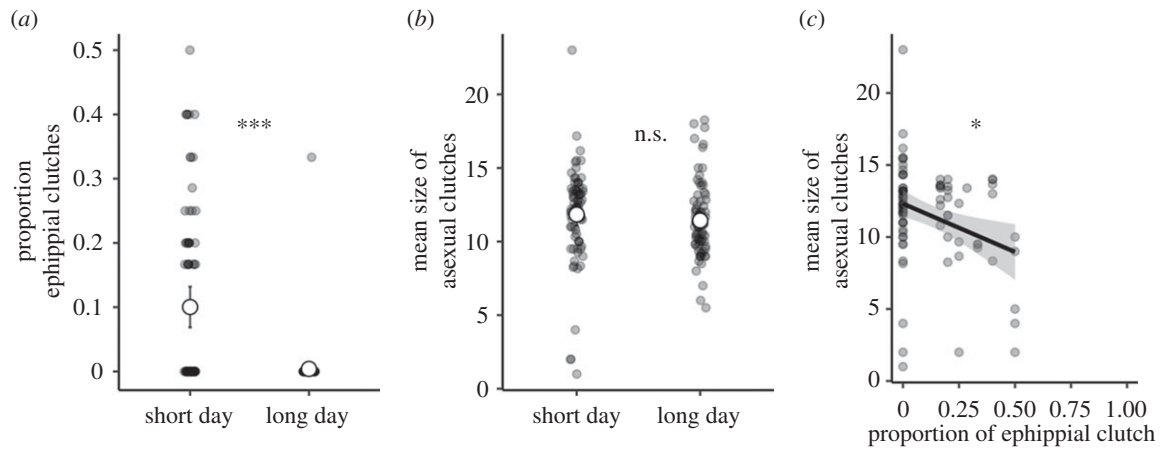 (a)
proportion
ephippial clutches
0.5
0.4
0.3
0.2
0.1
0
***
short day
long day
(b)
mean size of
asexual clutches
20
15
10
5
0
n.s.
short day
long day
(c)
mean size of
asexual clutches
20
15
10
5
0
*
0 0.25 0.50 0.75 1.00
proportion of ephippial clutch